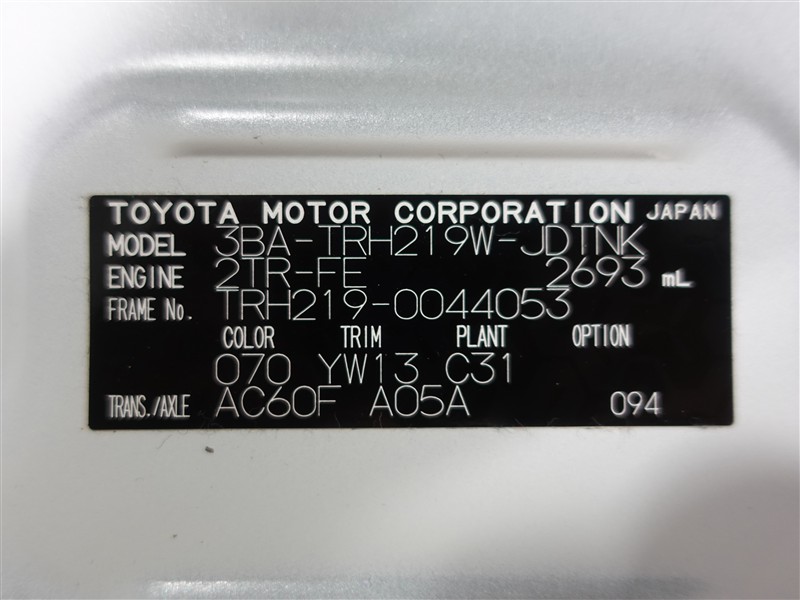 TOYOTA MOTOR CORPORATION JAPAN
MODEL 3BA-TRH219W-JDTNK
ENGINE 2TR-FE 2693 mL
FRAME No. TRH219-0044053
COLOR TRIM PLANT OPTION
070 YW13 C31
TRANS./AXLE AC60F A05A 094